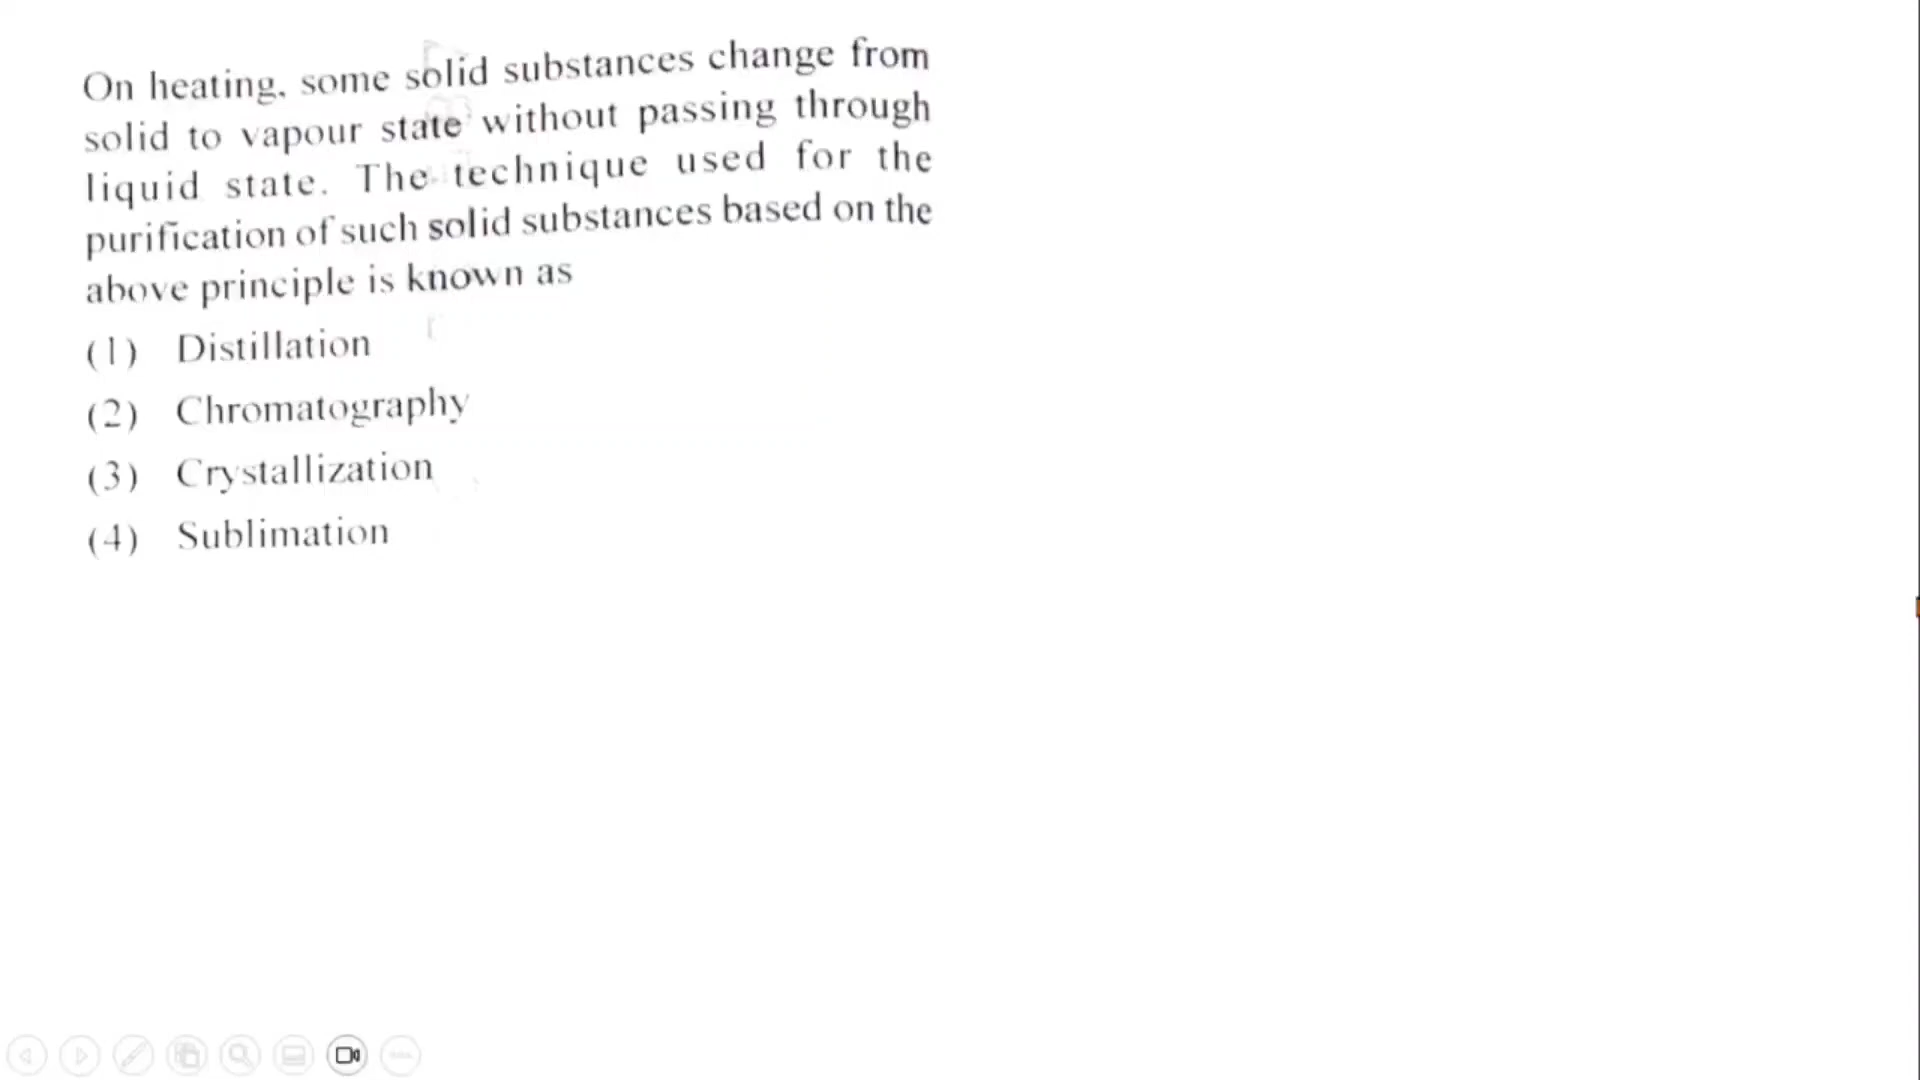 On heating, some solid substances change from
solid to vapour state without passing through
liquid state. The technique used for the
purification of such solid substances based on the
above principle is known as
(1) Distillation
(2) Chromatography
(3) Crystallization
(4) Sublimation